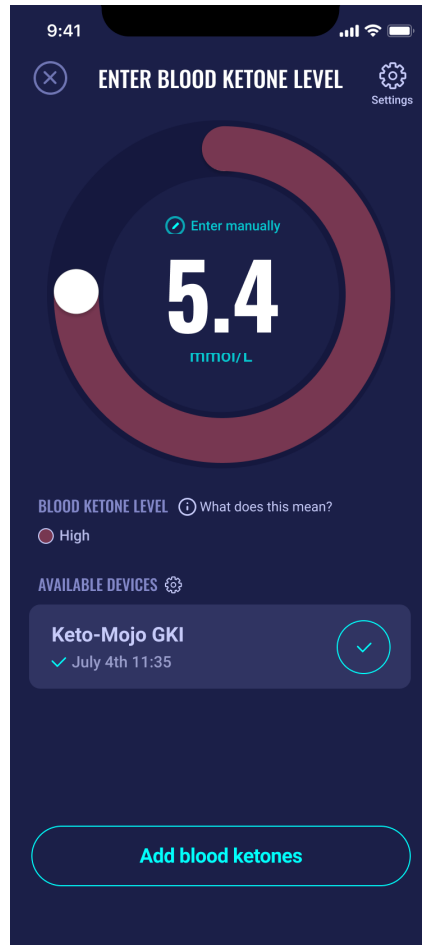 9:41
ENTER BLOOD KETONE LEVEL
Settings
Enter manually
5.4
mmol/L
BLOOD KETONE LEVEL What does this mean?
High
AVAILABLE DEVICES
Keto-Mojo GKI
July 4th 11:35
Add blood ketones